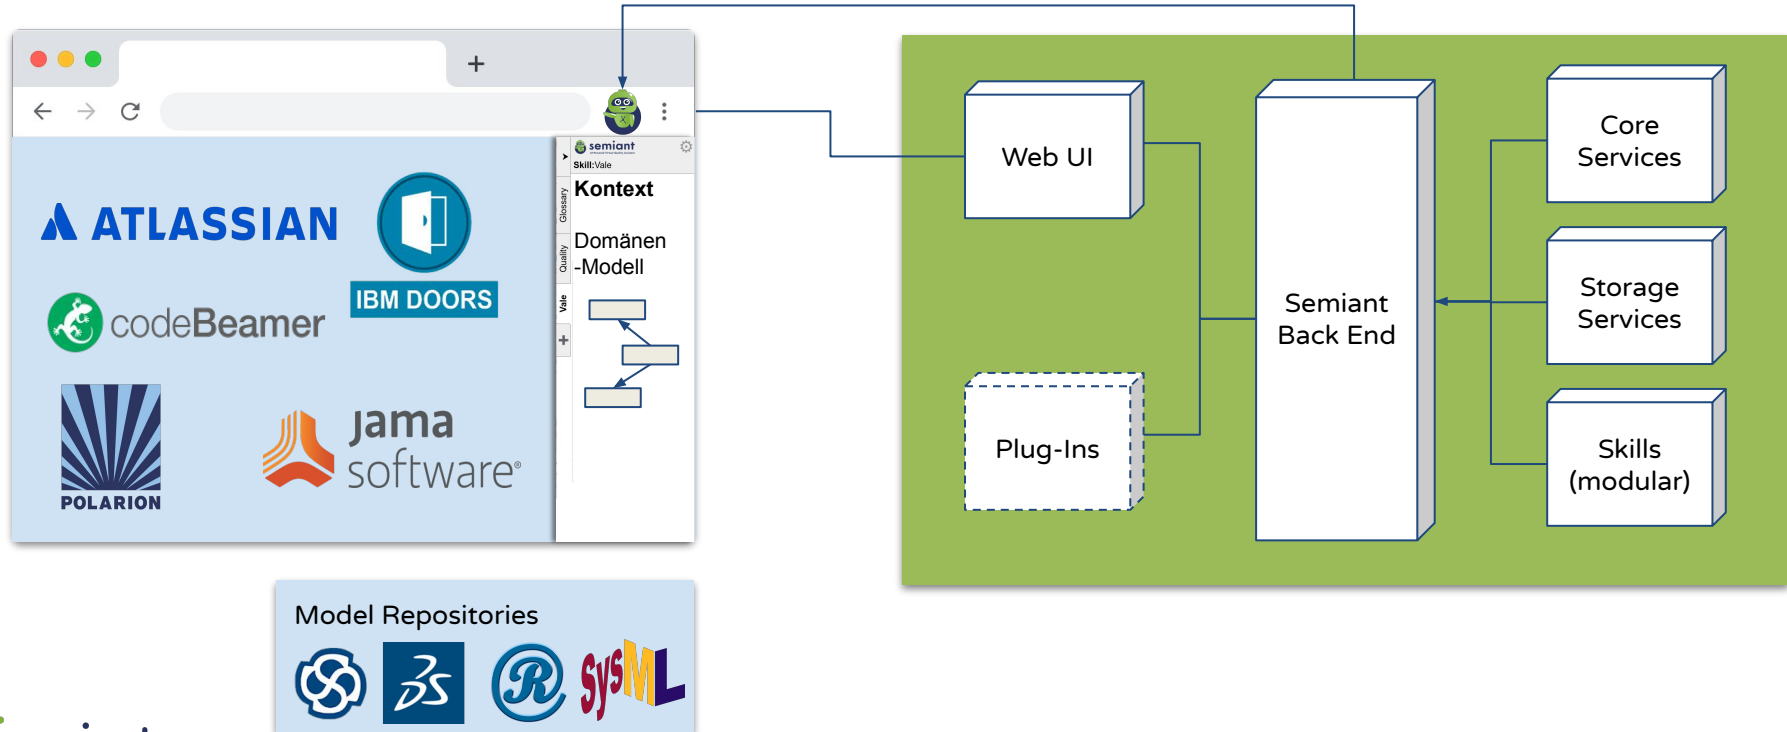 semiant
Skill:Vale
Kontext
Domänen
-Modell
Glossary
Quality
Vale
ATLASSIAN
IBM DOORS
codeBeamer
POLARION
Jama
software®
Web UI
Plug-Ins
Semiant
Back End
Core
Services
Storage
Services
Skills
(modular)
Model Repositories
3S
R
SysML